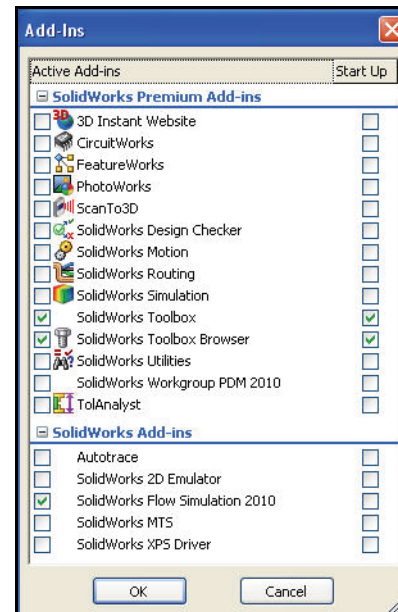 Add-Ins
Active Add-ins Start Up
SolidWorks Premium Add-ins
3D 3D Instant Website
CircuitWorks
FeatureWorks
PhotoWorks
ScanTo3D
SolidWorks Design Checker
SolidWorks Motion
SolidWorks Routing
SolidWorks Simulation
SolidWorks Toolbox
SolidWorks Toolbox Browser
SolidWorks Utilities
SolidWorks Workgroup PDM 2010
TolAnalyst
SolidWorks Add-ins
Autotrace
SolidWorks 2D Emulator
SolidWorks Flow Simulation 2010
SolidWorks MTS
SolidWorks XPS Driver
OK Cancel